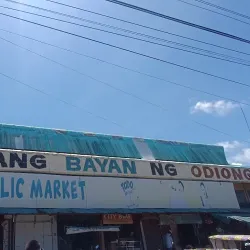 ANG BAYAN NG ODIONG
LIC MARKET